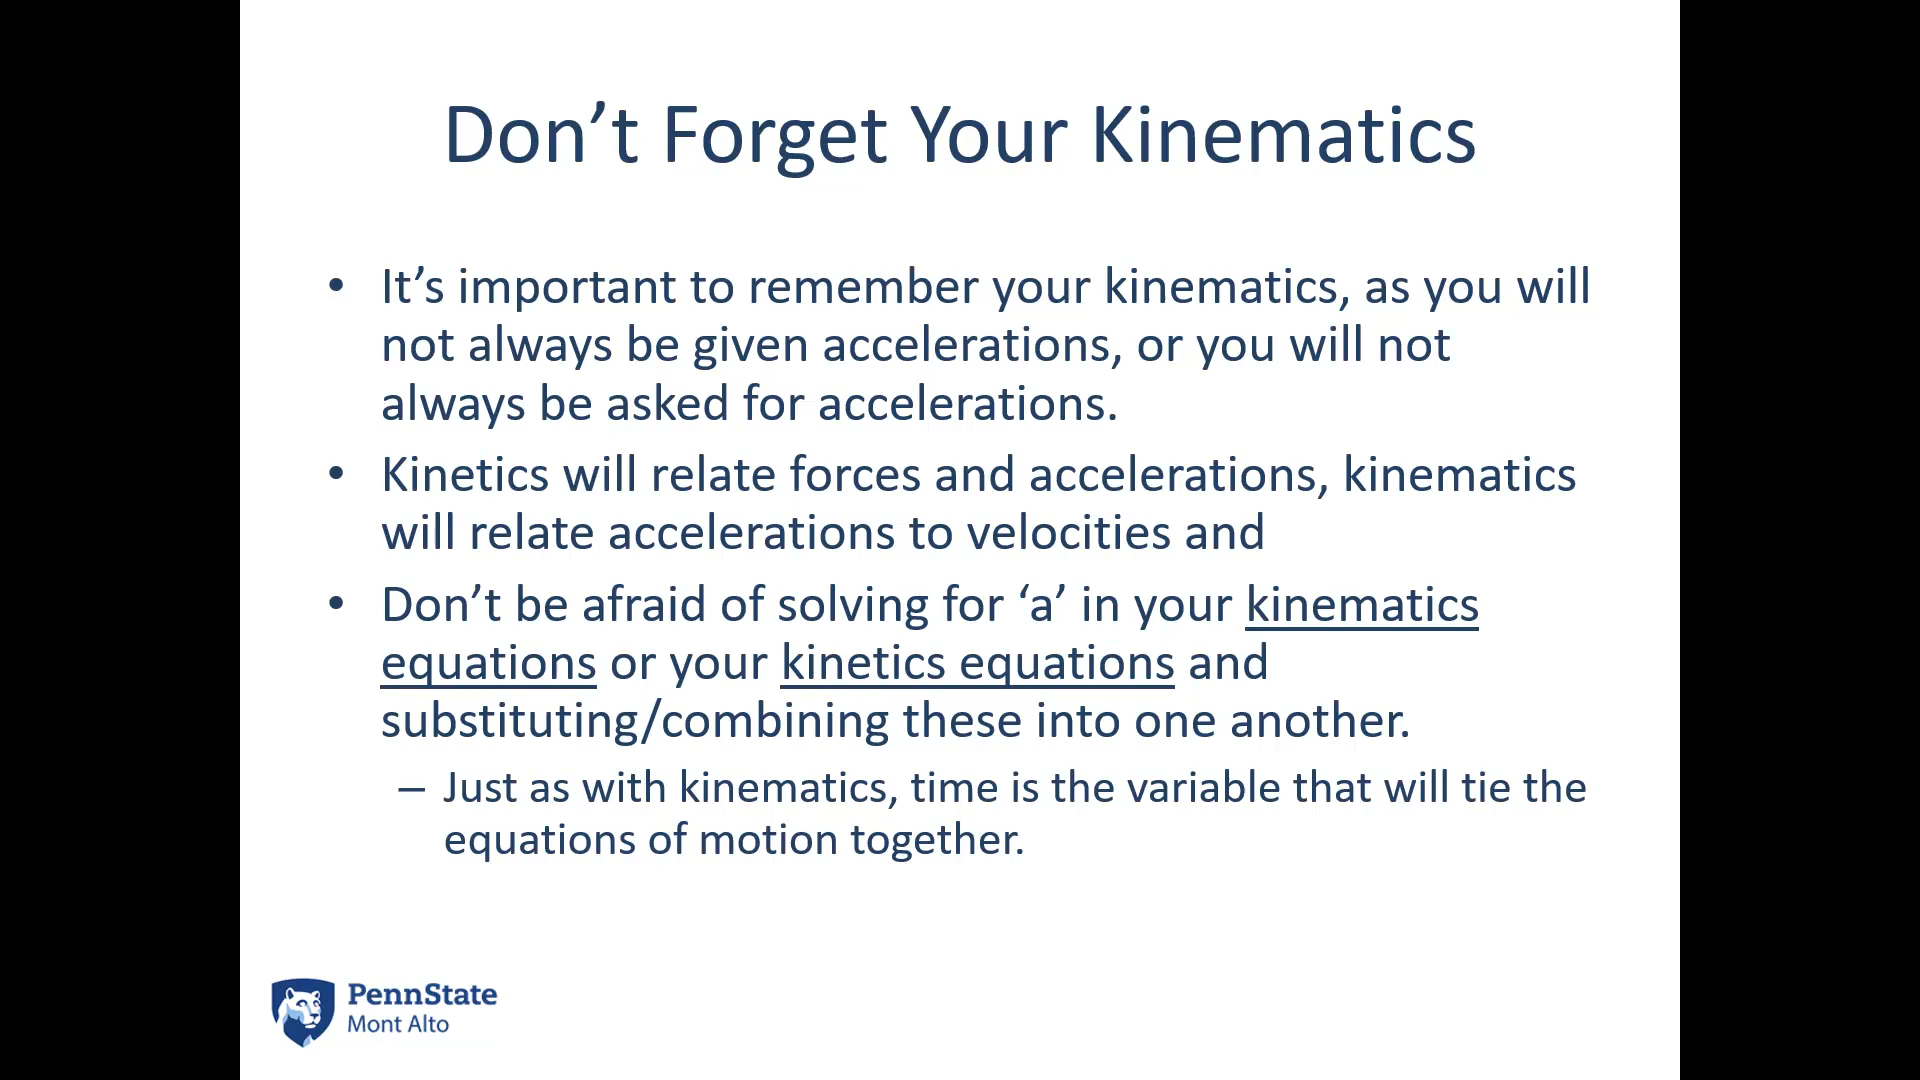 Don’t Forget Your Kinematics
• It’s important to remember your kinematics, as you will
not always be given accelerations, or you will not
always be asked for accelerations.
• Kinetics will relate forces and accelerations, kinematics
will relate accelerations to velocities and
• Don’t be afraid of solving for ‘a’ in your kinematics
equations or your kinetics equations and
substituting/combining these into one another.
– Just as with kinematics, time is the variable that will tie the
equations of motion together.
PennState
Mont Alto